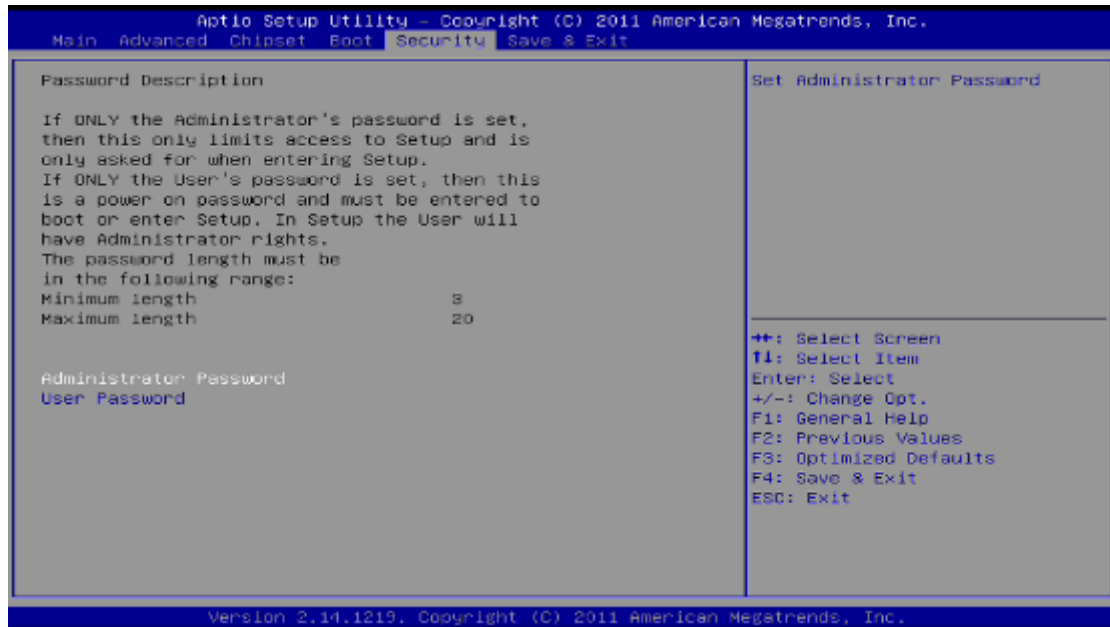 Aptio Setup Utility – Copyright (C) 2011 American Megatrends, Inc.
Main Advanced Chipset Boot Security Save & Exit
Password Description
If ONLY the Administrator's password is set,
then this only limits access to Setup and is
only asked for when entering Setup.
If ONLY the User's password is set, then this
is a power on password and must be entered to
boot or enter Setup. In Setup the User will
have Administrator rights.
The password length must be
in the following range:
Minimum length 3
Maximum length 20
Administrator Password
User Password
Set Administrator Password
→←: Select Screen
↑↓: Select Item
Enter: Select
+/-: Change Opt.
F1: General Help
F2: Previous Values
F3: Optimized Defaults
F4: Save & Exit
ESC: Exit
Version 2.14.1219. Copyright (C) 2011 American Megatrends, Inc.